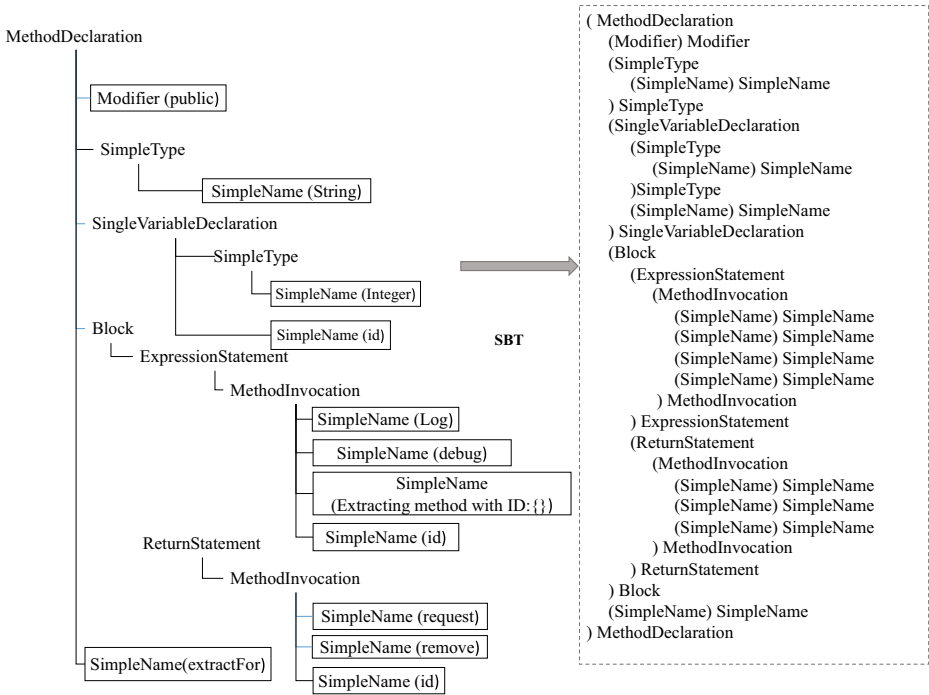 MethodDeclaration
Modifier (public)
SimpleType
SimpleName (String)
SingleVariableDeclaration
SimpleType
SimpleName (Integer)
SimpleName (id)
Block
ExpressionStatement
MethodInvocation
SimpleName (Log)
SimpleName (debug)
SimpleName
(Extracting method with ID:{})
SimpleName (id)
ReturnStatement
MethodInvocation
SimpleName (request)
SimpleName (remove)
SimpleName (id)
SimpleName(extractFor)
SBT
( MethodDeclaration
(Modifier) Modifier
(SimpleType
(SimpleName) SimpleName
) SimpleType
(SingleVariableDeclaration
(SimpleType
(SimpleName) SimpleName
)SimpleType
(SimpleName) SimpleName
) SingleVariableDeclaration
(Block
(ExpressionStatement
(MethodInvocation
(SimpleName) SimpleName
(SimpleName) SimpleName
(SimpleName) SimpleName
(SimpleName) SimpleName
) MethodInvocation
) ExpressionStatement
(ReturnStatement
(MethodInvocation
(SimpleName) SimpleName
(SimpleName) SimpleName
(SimpleName) SimpleName
) MethodInvocation
) ReturnStatement
) Block
(SimpleName) SimpleName
) MethodDeclaration